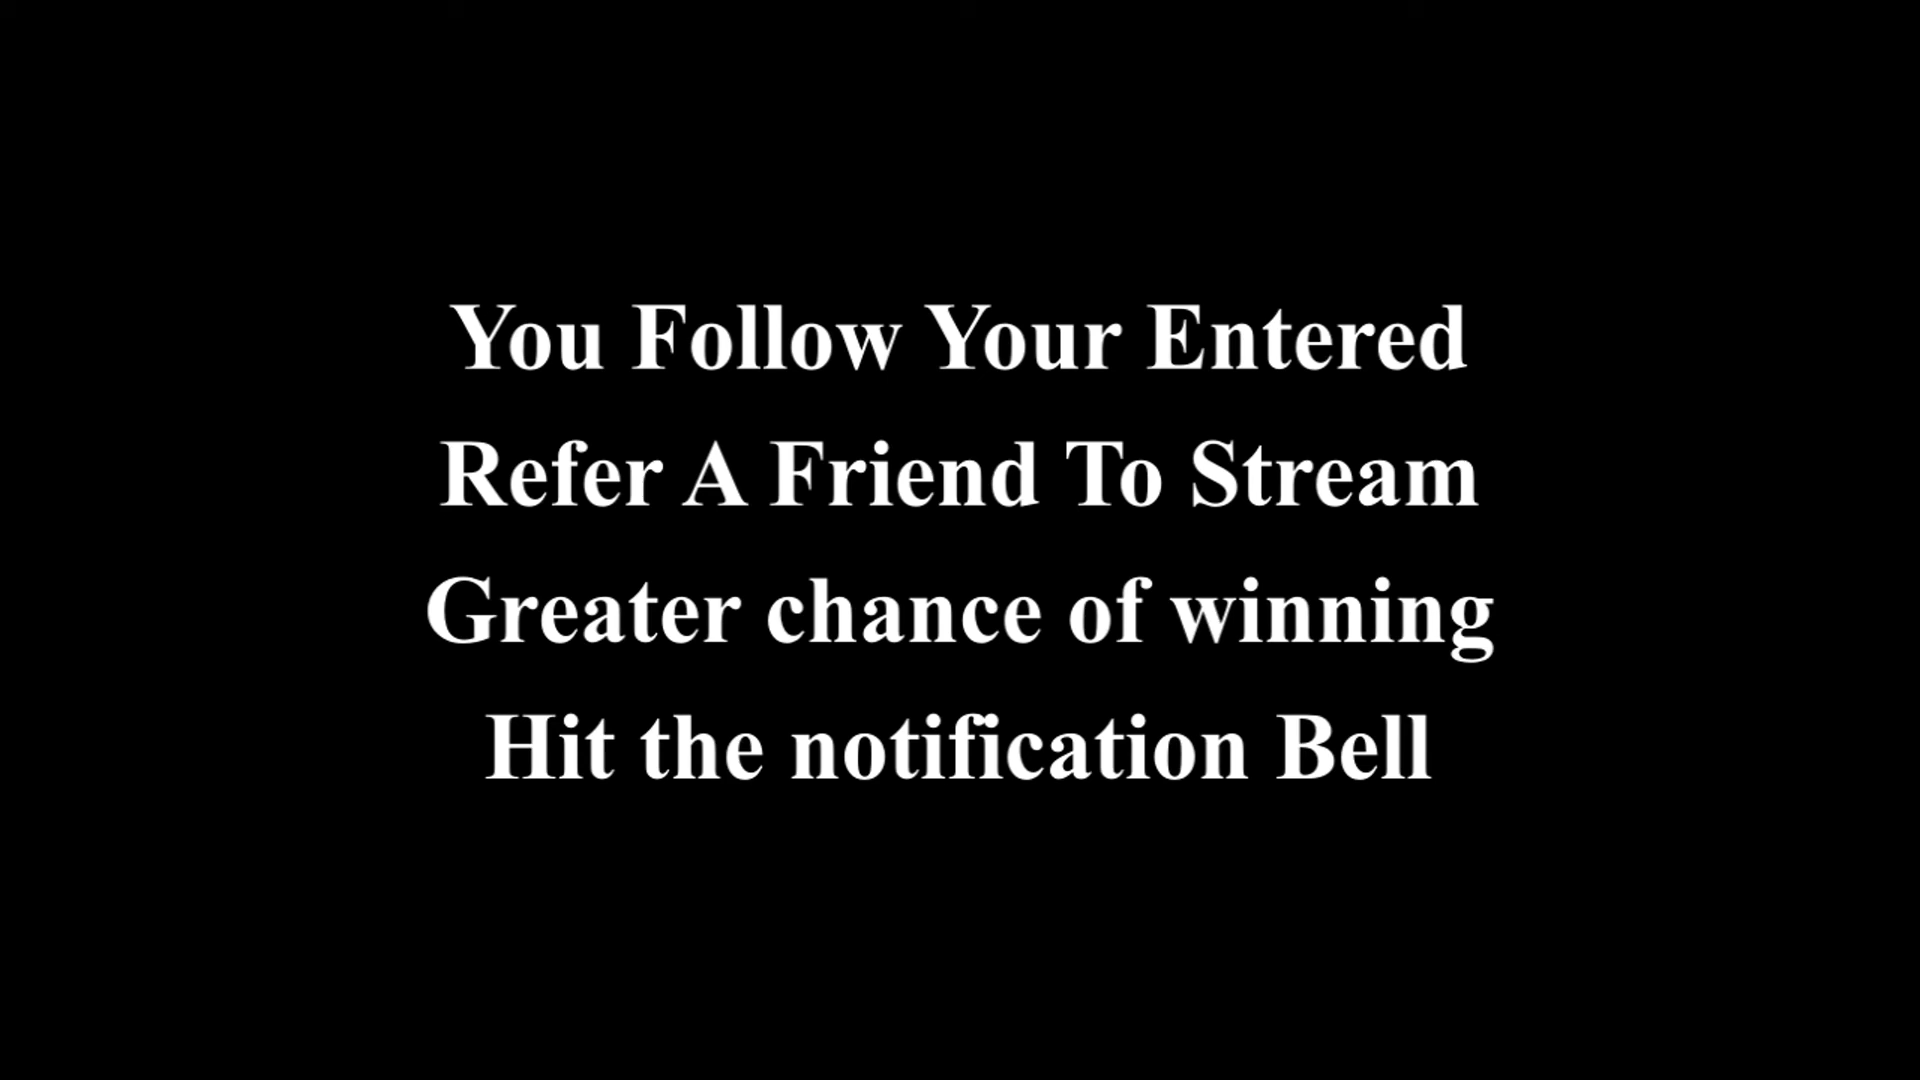 You Follow Your Entered
Refer A Friend To Stream
Greater chance of winning
Hit the notification Bell